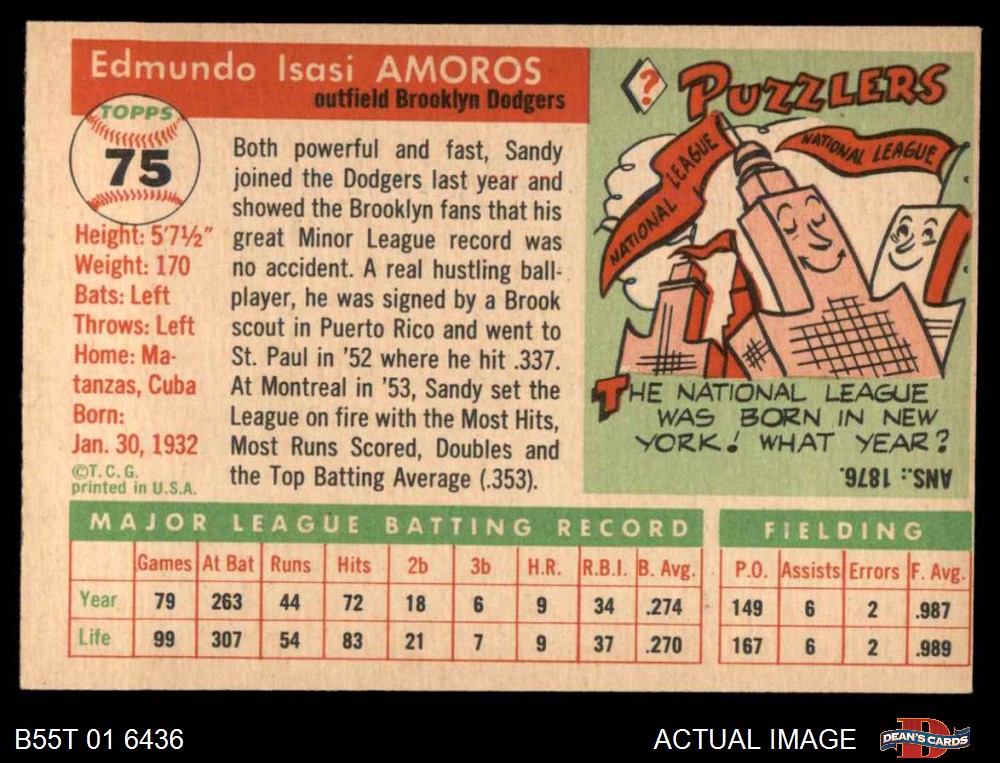 Edmundo Isasi AMOROS
outfield Brooklyn Dodgers
TOPPS
75
Height: 5'7½"
Weight: 170
Bats: Left
Throws: Left
Home: Ma-
tanzas, Cuba
Born:
Jan. 30, 1932
©T. C. G.
printed in U.S.A.
Both powerful and fast, Sandy
joined the Dodgers last year and
showed the Brooklyn fans that his
great Minor League record was
no accident. A real hustling ball-
player, he was signed by a Brook
scout in Puerto Rico and went to
St. Paul in '52 where he hit .337.
At Montreal in '53, Sandy set the
League on fire with the Most Hits,
Most Runs Scored, Doubles and
the Top Batting Average (.353).
? PUZZLERS
NATIONAL LEAGUE
NATIONAL LEAGUE
THE NATIONAL LEAGUE
WAS BORN IN NEW
YORK! WHAT YEAR?
ANS.: 1876.
MAJOR LEAGUE BATTING RECORD
Games At Bat Runs Hits 2b 3b H.R. R.B.I. B. Avg.
Year 79 263 44 72 18 6 9 34 .274
Life 99 307 54 83 21 7 9 37 .270
FIELDING
P.O. Assists Errors F. Avg.
149 6 2 .987
167 6 2 .989
B55T 01 6436
ACTUAL IMAGE
D
DEAN'S CARDS